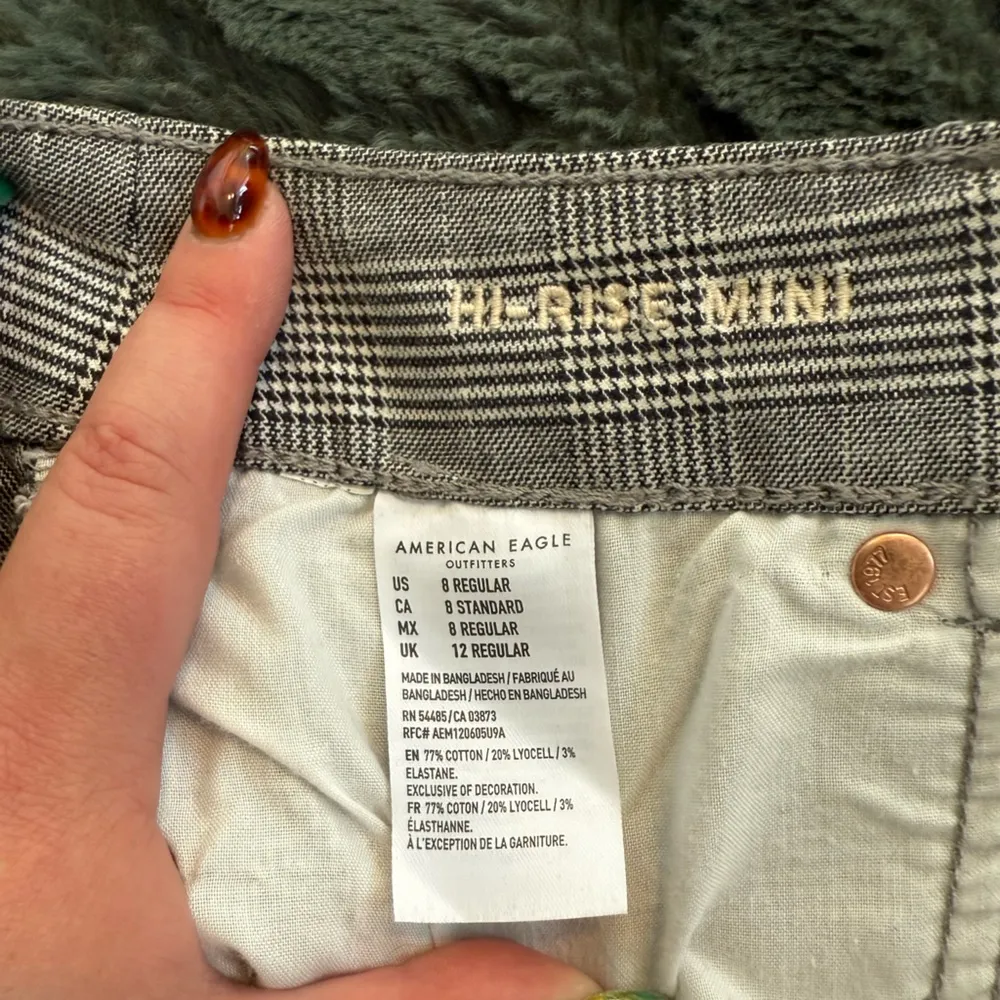 HI-RISE MINI
AMERICAN EAGLE
OUTFITTERS
US 8 REGULAR
CA 8 STANDARD
MX 8 REGULAR
UK 12 REGULAR
MADE IN BANGLADESH / FABRIQUÉ AU
BANGLADESH / HECHO EN BANGLADESH
RN 54485/CA 03873
RFC# AEM120605U9A
EN 77% COTTON / 20% LYOCELL / 3%
ELASTANE.
EXCLUSIVE OF DECORATION.
FR 77% COTON / 20% LYOCELL / 3%
ÉLASTHANNE.
À L'EXCEPTION DE LA GARNITURE.
EST 1977